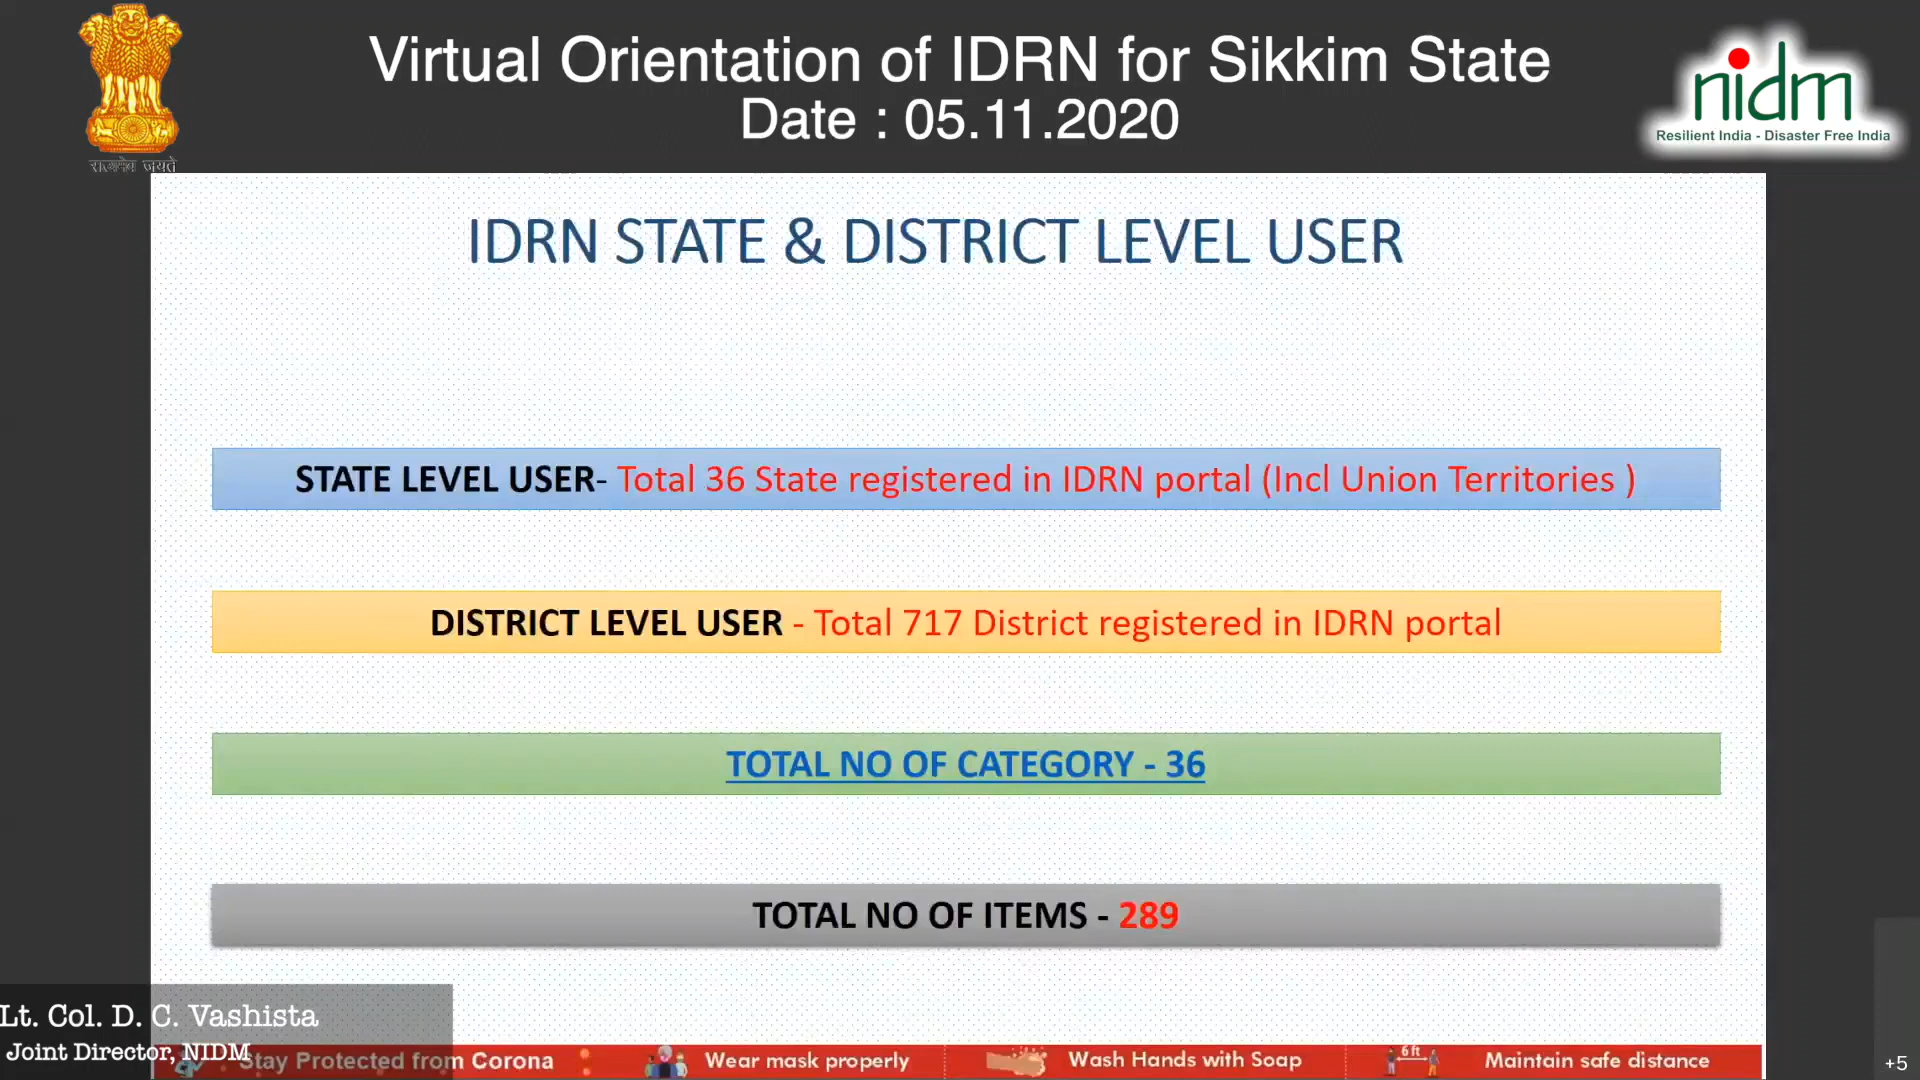 Virtual Orientation of IDRN for Sikkim State
Date : 05.11.2020
सत्यमेव जयते
nidm
Resilient India - Disaster Free India
IDRN STATE & DISTRICT LEVEL USER
STATE LEVEL USER- Total 36 State registered in IDRN portal (Incl Union Territories )
DISTRICT LEVEL USER - Total 717 District registered in IDRN portal
TOTAL NO OF CATEGORY - 36
TOTAL NO OF ITEMS - 289
Lt. Col. D. C. Vashista
Joint Director, NIDM
Stay Protected from Corona
Wear mask properly
6ft
Wash Hands with Soap
Maintain safe distance
+5